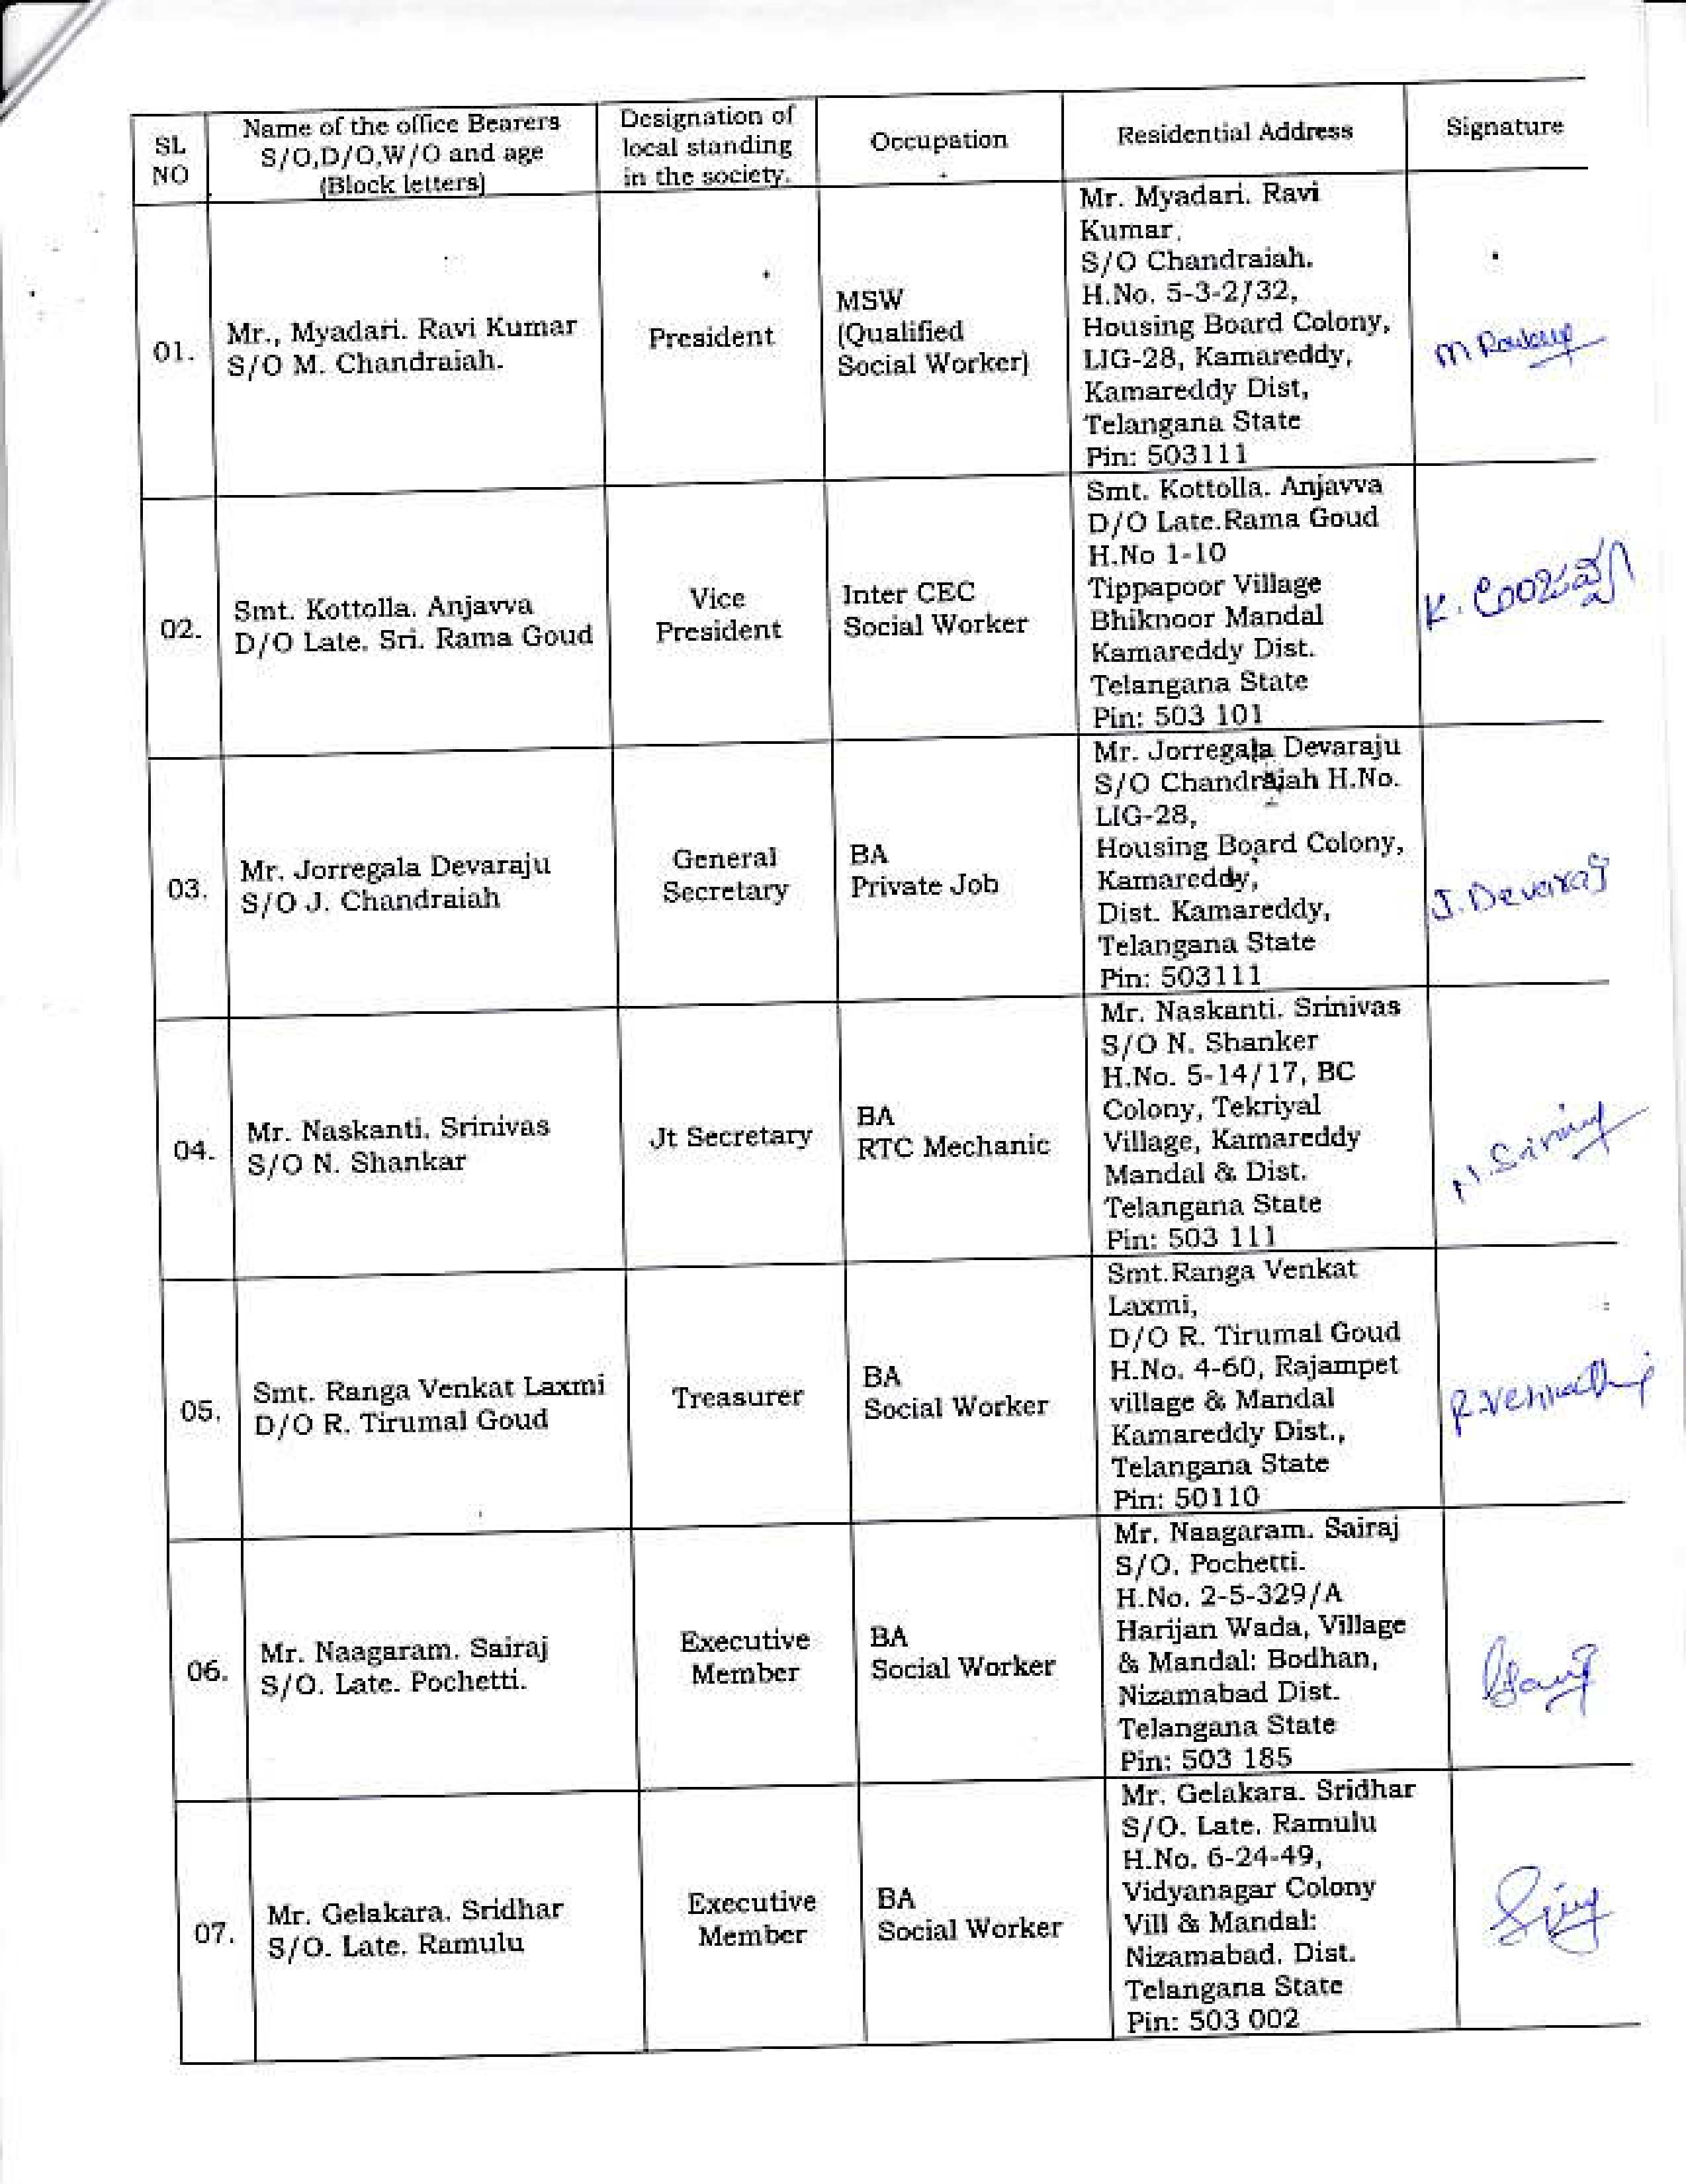 SL
NO
Name of the office Bearers
S/O,D/O,W/O and age
(Block letters)
Designation of
local standing
in the society.
Occupation
Residential Address
Signature
01.
Mr., Myadari. Ravi Kumar
S/O M. Chandraiah.
President
MSW
(Qualified
Social Worker)
Mr. Myadari. Ravi
Kumar,
S/O Chandraiah.
H.No. 5-3-2/32,
Housing Board Colony,
LIG-28, Kamareddy,
Kamareddy Dist,
Telangana State
Pin: 503111
02.
Smt. Kottolla. Anjavva
D/O Late. Sri. Rama Goud
Vice
President
Inter CEC
Social Worker
Smt. Kottolla. Anjavva
D/O Late.Rama Goud
H.No 1-10
Tippapoor Village
Bhiknoor Mandal
Kamareddy Dist.
Telangana State
Pin: 503 101
K. అంజవ్వ
03.
Mr. Jorregala Devaraju
S/O J. Chandraiah
General
Secretary
BA
Private Job
Mr. Jorregala Devaraju
S/O Chandraiah H.No.
LIG-28,
Housing Board Colony,
Kamareddy,
Dist. Kamareddy,
Telangana State
Pin: 503111
J. Devaraj
04.
Mr. Naskanti. Srinivas
S/O N. Shankar
Jt Secretary
BA
RTC Mechanic
Mr. Naskanti. Srinivas
S/O N. Shanker
H.No. 5-14/17, BC
Colony, Tekriyal
Village, Kamareddy
Mandal & Dist.
Telangana State
Pin: 503 111
05.
Smt. Ranga Venkat Laxmi
D/O R. Tirumal Goud
Treasurer
BA
Social Worker
Smt.Ranga Venkat
Laxmi,
D/O R. Tirumal Goud
H.No. 4-60, Rajampet
village & Mandal
Kamareddy Dist.,
Telangana State
Pin: 50110
06.
Mr. Naagaram. Sairaj
S/O. Late. Pochetti.
Executive
Member
BA
Social Worker
Mr. Naagaram. Sairaj
S/O. Pochetti.
H.No. 2-5-329/A
Harijan Wada, Village
& Mandal: Bodhan,
Nizamabad Dist.
Telangana State
Pin: 503 185
07.
Mr. Gelakara. Sridhar
S/O. Late. Ramulu
Executive
Member
BA
Social Worker
Mr. Gelakara. Sridhar
S/O. Late. Ramulu
H.No. 6-24-49,
Vidyanagar Colony
Vill & Mandal:
Nizamabad. Dist.
Telangana State
Pin: 503 002